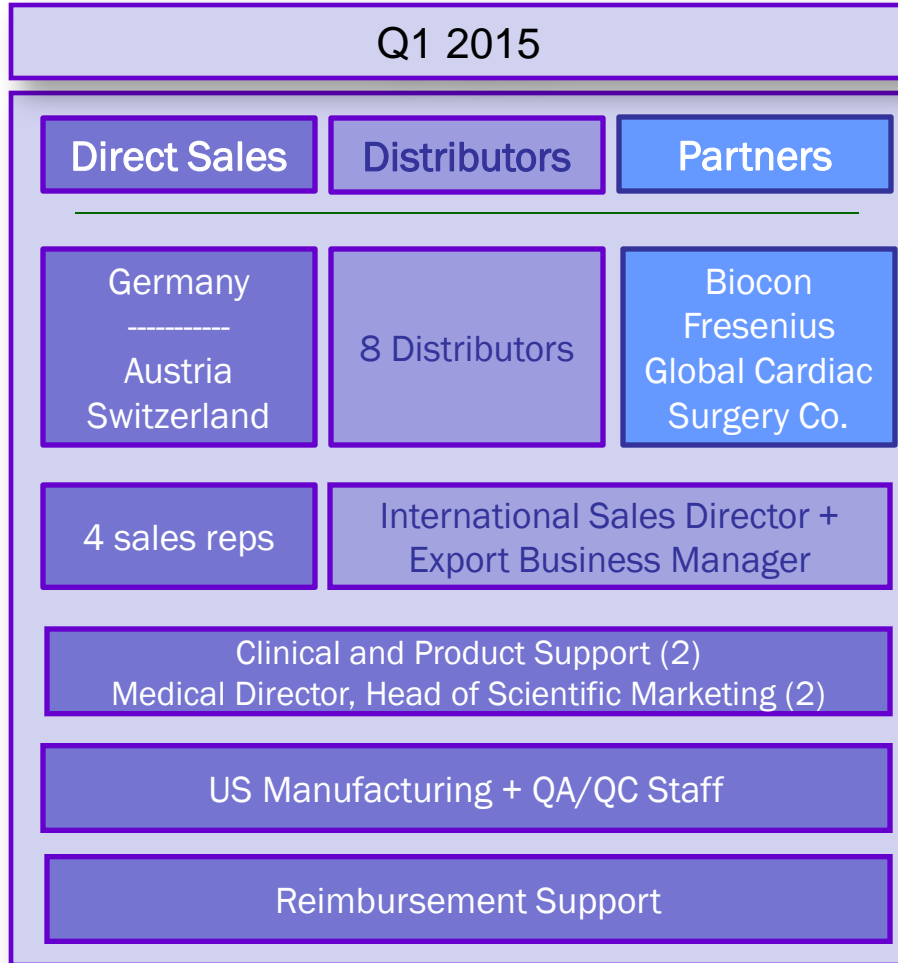 Q1 2015
Direct Sales
Distributors
Partners
Germany
-----------
Austria
Switzerland
8 Distributors
Biocon
Fresenius
Global Cardiac
Surgery Co.
4 sales reps
International Sales Director +
Export Business Manager
Clinical and Product Support (2)
Medical Director, Head of Scientific Marketing (2)
US Manufacturing + QA/QC Staff
Reimbursement Support